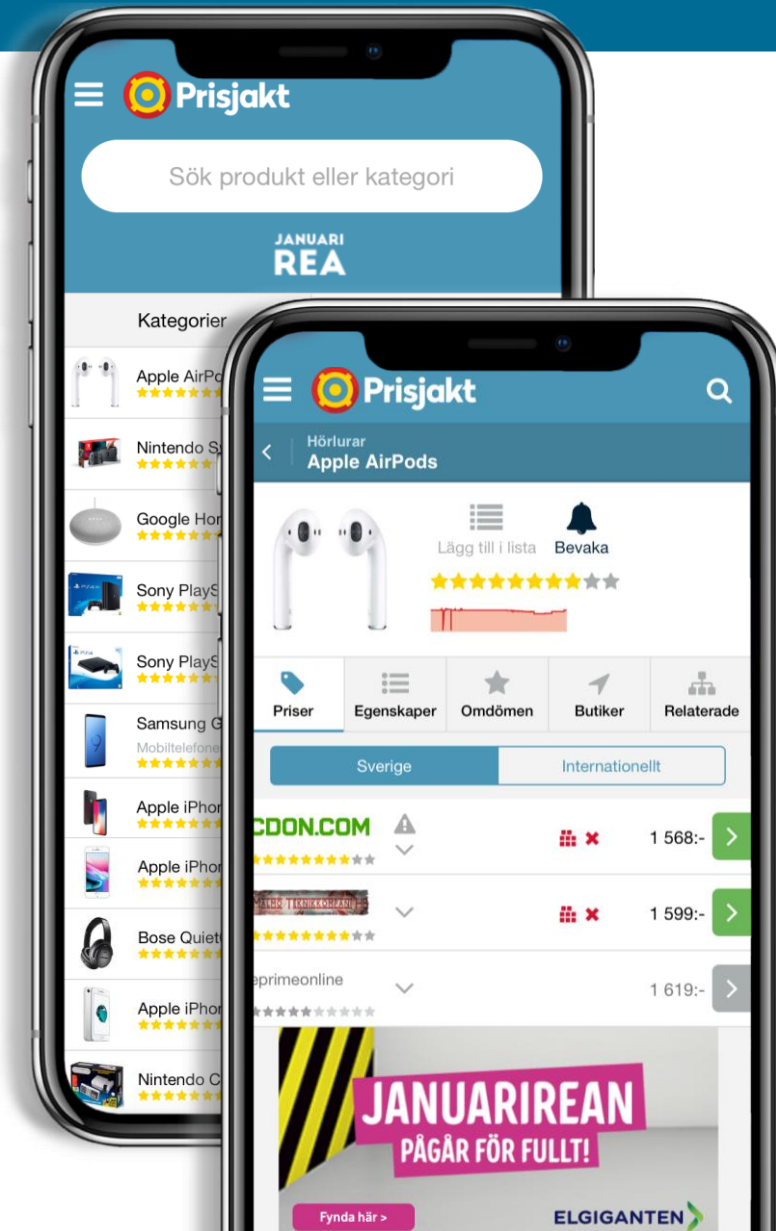 Prisjakt
Sök produkt eller kategori
JANUARI
REA
Kategorier
Apple AirPo
Nintendo S
Google Hor
Sony PlayS
Sony PlayS
Samsung G
Mobiltelefone
Apple iPhor
Apple iPhor
Bose Quiet
Apple iPhor
Nintendo C
Prisjakt
Hörlurar
Apple AirPods
Lägg till i lista
Bevaka
Priser
Egenskaper
Omdömen
Butiker
Relaterade
Sverige
Internationellt
CDON.COM
1 568:-
MALMÖ TEKNIKKOMPANI
1 599:-
eprimeonline
1 619:-
JANUARIREAN
PÅGÅR FÖR FULLT!
Fynda här >
ELGIGANTEN